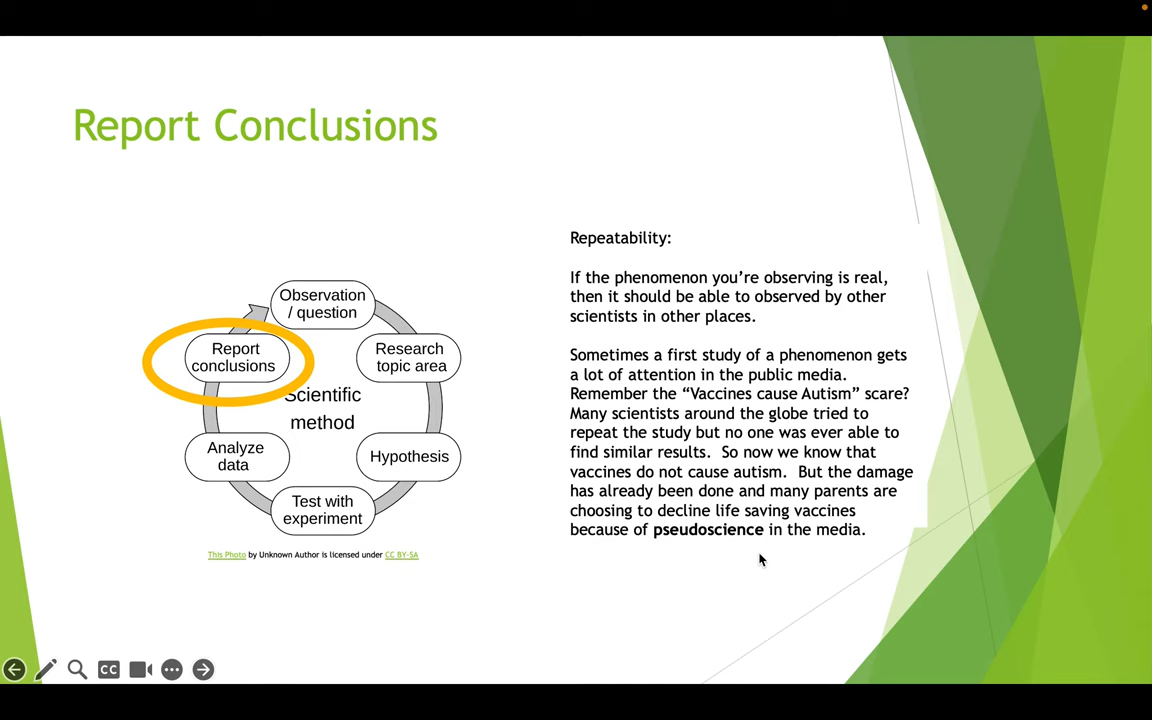 Report Conclusions
Repeatability:
If the phenomenon you're observing is real,
then it should be able to observed by other
scientists in other places.
Sometimes a first study of a phenomenon gets
a lot of attention in the public media.
Remember the “Vaccines cause Autism” scare?
Many scientists around the globe tried to
repeat the study but no one was ever able to
find similar results.  So now we know that
vaccines do not cause autism.  But the damage
has already been done and many parents are
choosing to decline life saving vaccines
because of pseudoscience in the media.
Observation
/ question
Research
topic area
Hypothesis
Test with
experiment
Analyze
data
Report
conclusions
Scientific
method
This Photo by Unknown Author is licensed under CC BY-SA
CC